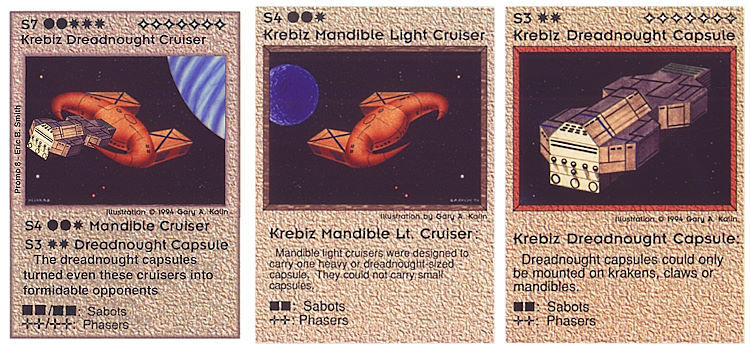 S7
Krebiz Dreadnought Cruiser
Promo 8 - Eric B. Smith
Illustration © 1994 Gary A. Kalin
S4 Mandible Cruiser
S3 Dreadnought Capsule
The dreadnought capsules
turned even these cruisers into
formidable opponents
: Sabots
: Phasers
S4
Krebiz Mandible Light Cruiser
Illustration by Gary A. Kalin
Krebiz Mandible Lt. Cruiser:
Mandible light cruisers were designed to
carry one heavy or dreadnought-sized
capsule. They could not carry small
capsules.
: Sabots
: Phasers
S3
Krebiz Dreadnought Capsule
Illustration © 1994 Gary A. Kalin
Krebiz Dreadnought Capsule:
Dreadnought capsules could only
be mounted on krakens, claws or
mandibles.
: Sabots
: Phasers